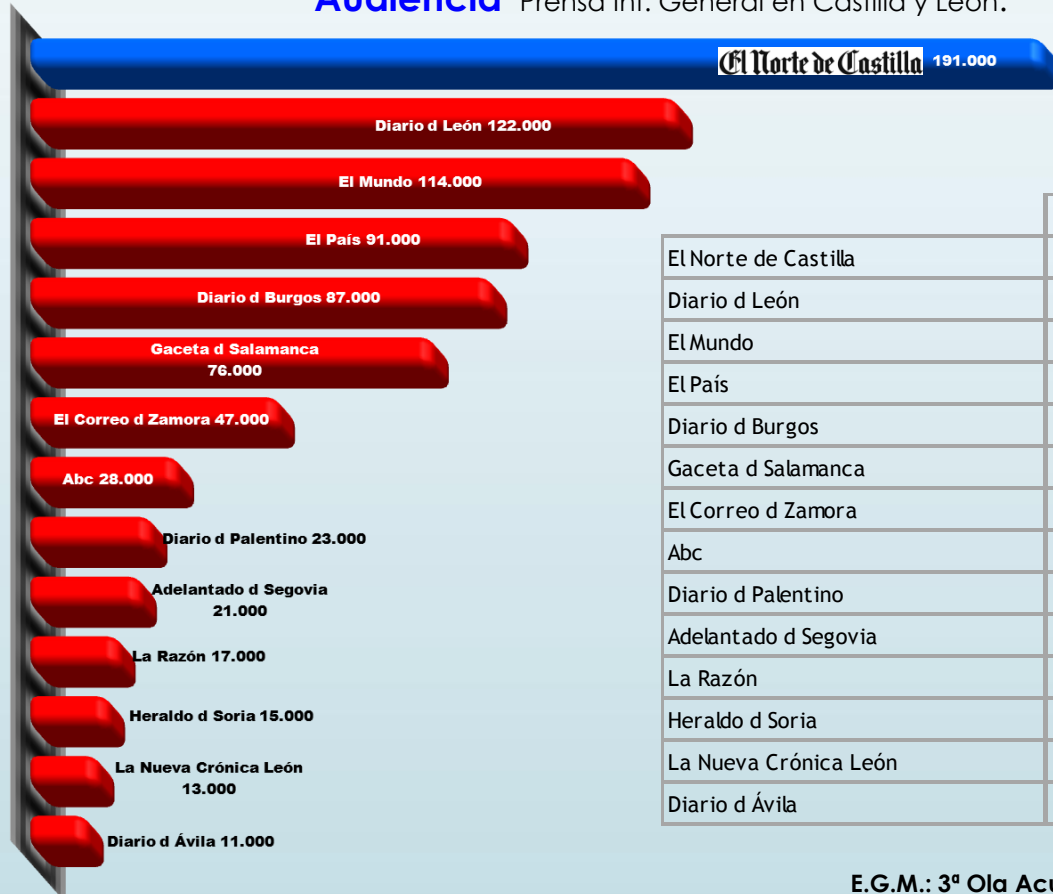 Audiencia Prensa Int. General en Castilla y León.
El Norte de Castilla 191.000
Diario d León 122.000
El Mundo 114.000
El País 91.000
Diario d Burgos 87.000
Gaceta d Salamanca
76.000
El Correo d Zamora 47.000
Abc 28.000
Diario d Palentino 23.000
Adelantado d Segovia
21.000
La Razón 17.000
Heraldo d Soria 15.000
La Nueva Crónica León
13.000
Diario d Ávila 11.000
El Norte de Castilla
Diario d León
El Mundo
El País
Diario d Burgos
Gaceta d Salamanca
El Correo d Zamora
Abc
Diario d Palentino
Adelantado d Segovia
La Razón
Heraldo d Soria
La Nueva Crónica León
Diario d Ávila
E.G.M.: 3ª Ola Acu